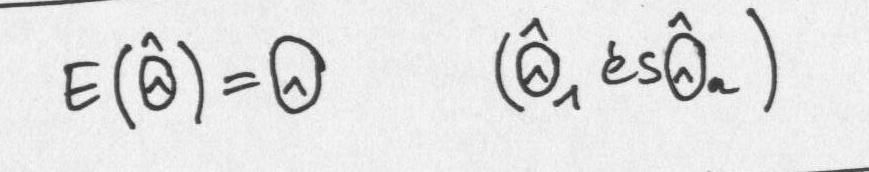 E(Θ̂) = Θ (Θ̂₁ és Θ̂₂)